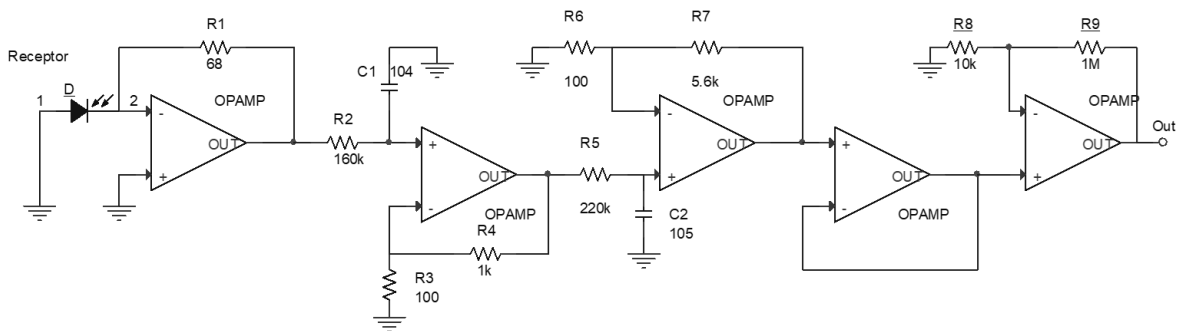 Receptor
1
D
2
R1
68
-
+
OUT
OPAMP
R2
160k
C1
104
+
-
OUT
OPAMP
R3
100
R4
1k
R5
220k
C2
105
R6
100
R7
5.6k
-
+
OUT
OPAMP
+
-
OUT
OPAMP
R8
10k
R9
1M
-
+
OUT
OPAMP
Out